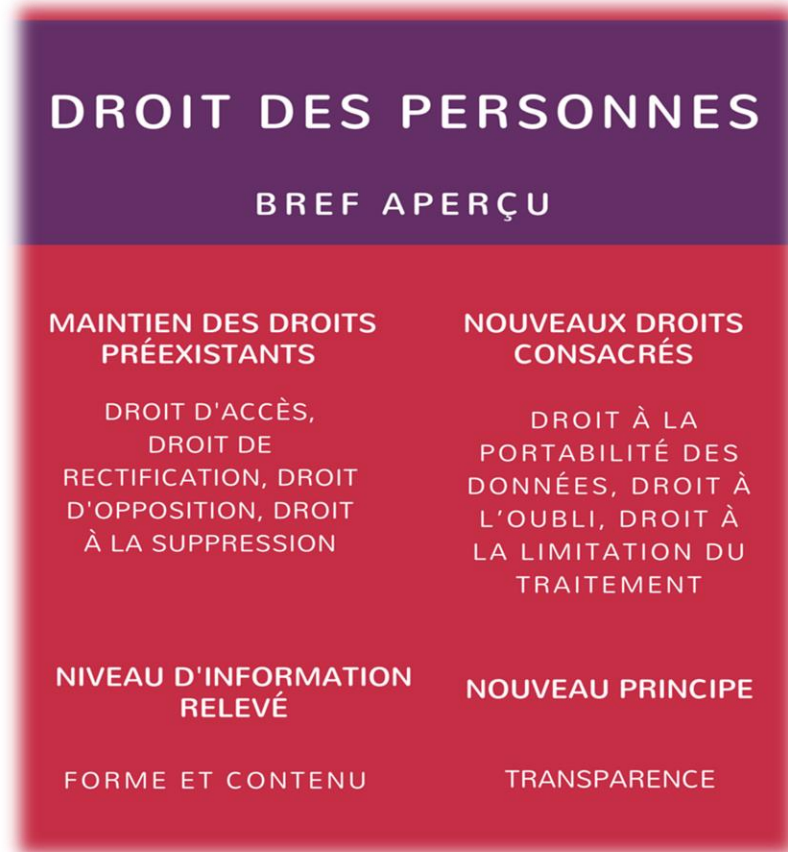 DROIT DES PERSONNES
BREF APERÇU
MAINTIEN DES DROITS
PRÉEXISTANTS
DROIT D'ACCÈS,
DROIT DE
RECTIFICATION, DROIT
D'OPPOSITION, DROIT
À LA SUPPRESSION
NOUVEAUX DROITS
CONSACRÉS
DROIT À LA
PORTABILITÉ DES
DONNÉES, DROIT À
L’OUBLI, DROIT À
LA LIMITATION DU
TRAITEMENT
NIVEAU D'INFORMATION
RELEVÉ
FORME ET CONTENU
NOUVEAU PRINCIPE
TRANSPARENCE